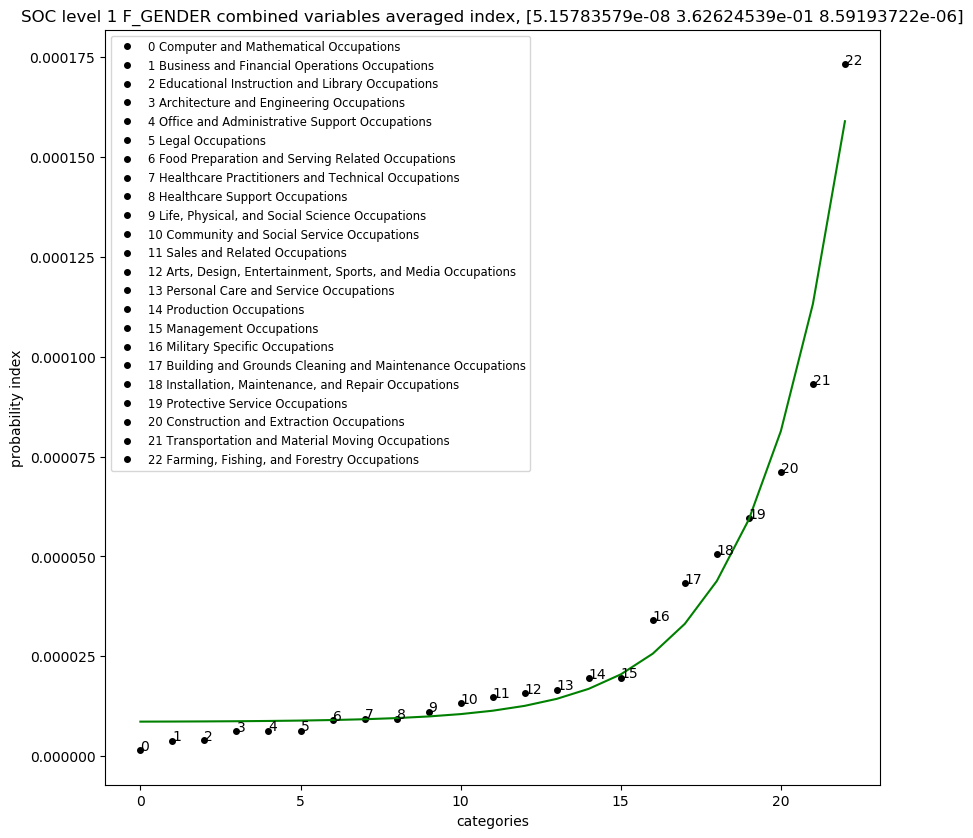 SOC level 1 F_GENDER combined variables averaged index, [5.15783579e-08 3.62624539e-01 8.59193722e-06]
0 Computer and Mathematical Occupations
1 Business and Financial Operations Occupations
2 Educational Instruction and Library Occupations
3 Architecture and Engineering Occupations
4 Office and Administrative Support Occupations
5 Legal Occupations
6 Food Preparation and Serving Related Occupations
7 Healthcare Practitioners and Technical Occupations
8 Healthcare Support Occupations
9 Life, Physical, and Social Science Occupations
10 Community and Social Service Occupations
11 Sales and Related Occupations
12 Arts, Design, Entertainment, Sports, and Media Occupations
13 Personal Care and Service Occupations
14 Production Occupations
15 Management Occupations
16 Military Specific Occupations
17 Building and Grounds Cleaning and Maintenance Occupations
18 Installation, Maintenance, and Repair Occupations
19 Protective Service Occupations
20 Construction and Extraction Occupations
21 Transportation and Material Moving Occupations
22 Farming, Fishing, and Forestry Occupations
0.000175
0.000150
0.000125
0.000100
0.000075
0.000050
0.000025
0.000000
probability index
0
1
2
3
4
5
6
7
8
9
10
11
12
13
14
15
16
17
18
19
20
21
22
0
5
10
15
20
categories